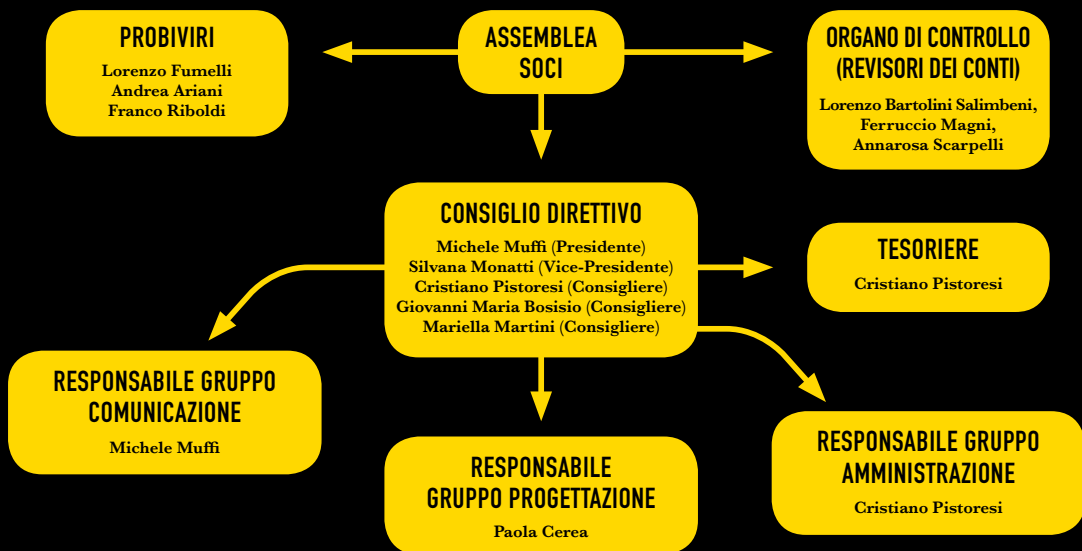 PROBIVIRI
Lorenzo Fumelli
Andrea Ariani
Franco Riboldi
ASSEMBLEA
SOCI
ORGANO DI CONTROLLO
(REVISORI DEI CONTI)
Lorenzo Bartolini Salimbeni,
Ferruccio Magni,
Annarosa Scarpelli
CONSIGLIO DIRETTIVO
Michele Muffi (Presidente)
Silvana Monatti (Vice-Presidente)
Cristiano Pistoresi (Consigliere)
Giovanni Maria Bosisio (Consigliere)
Mariella Martini (Consigliere)
TESORIERE
Cristiano Pistoresi
RESPONSABILE GRUPPO
COMUNICAZIONE
Michele Muffi
RESPONSABILE
GRUPPO PROGETTAZIONE
Paola Cerea
RESPONSABILE GRUPPO
AMMINISTRAZIONE
Cristiano Pistoresi